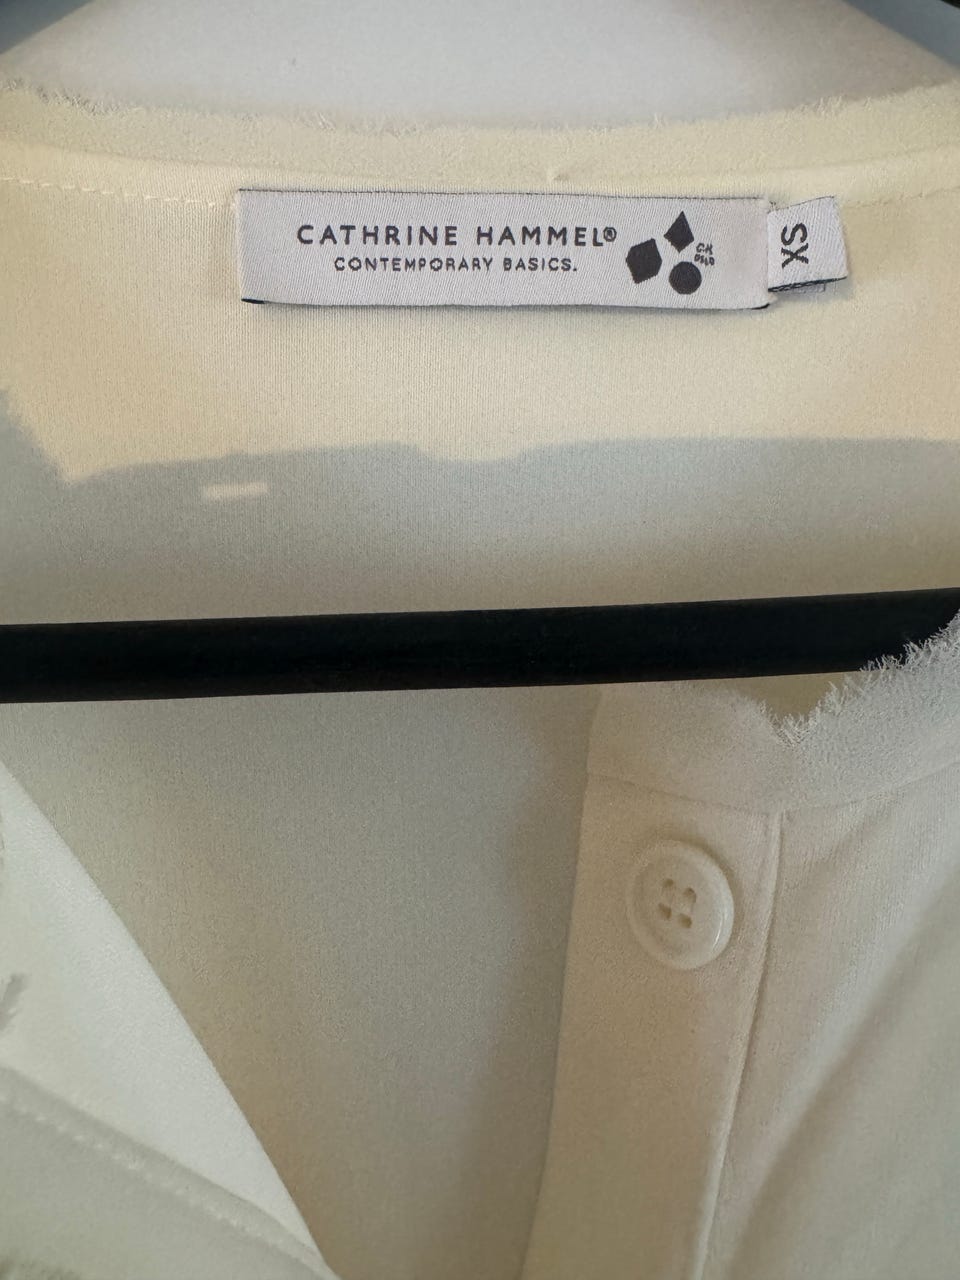 CATHRINE HAMMEL®
CONTEMPORARY BASICS.
XS